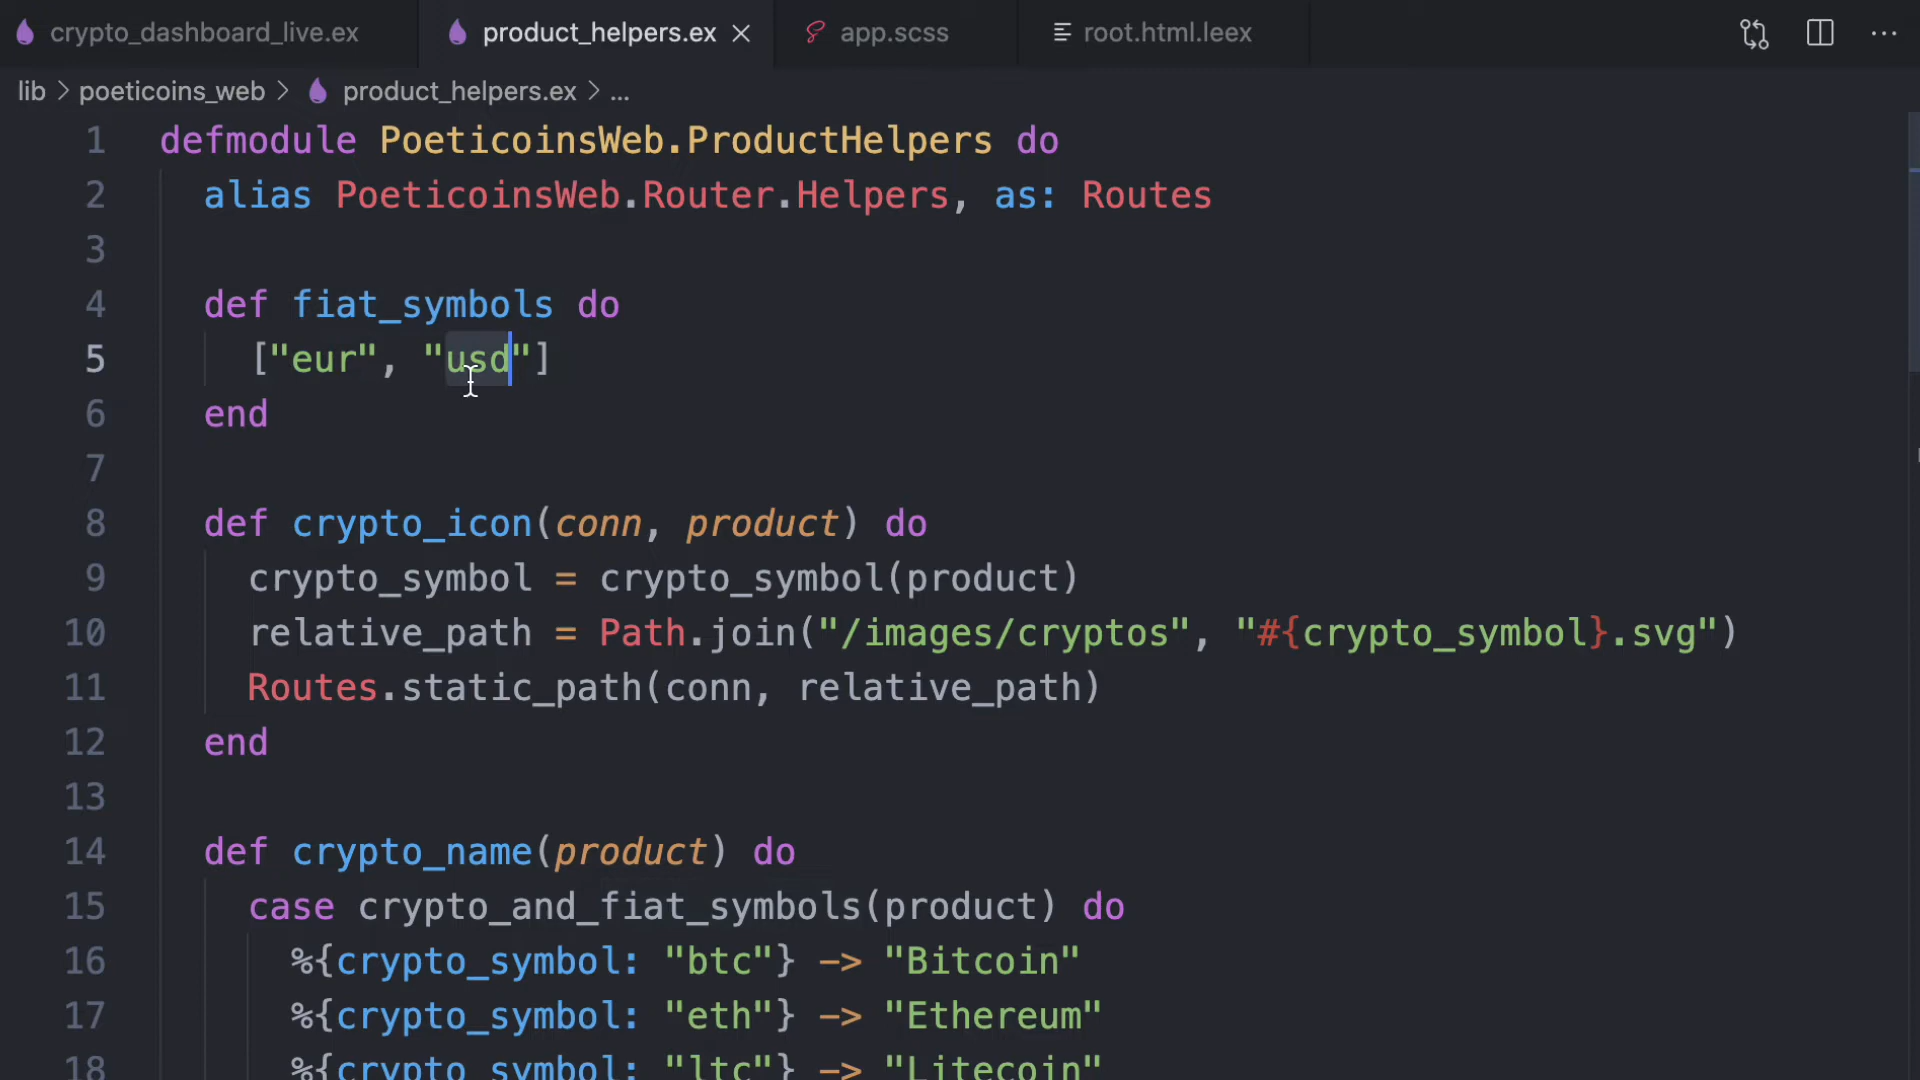 crypto_dashboard_live.ex product_helpers.ex app.scss root.html.leex
lib > poeticoins_web > product_helpers.ex > ...
1 defmodule PoeticoinsWeb.ProductHelpers do
2 alias PoeticoinsWeb.Router.Helpers, as: Routes
3
4 def fiat_symbols do
5 ["eur", "usd"]
6 end
7
8 def crypto_icon(conn, product) do
9 crypto_symbol = crypto_symbol(product)
10 relative_path = Path.join("/images/cryptos", "#{crypto_symbol}.svg")
11 Routes.static_path(conn, relative_path)
12 end
13
14 def crypto_name(product) do
15 case crypto_and_fiat_symbols(product) do
16 %{crypto_symbol: "btc"} -> "Bitcoin"
17 %{crypto_symbol: "eth"} -> "Ethereum"
18 %{crypto_symbol: "ltc"} -> "Litecoin"